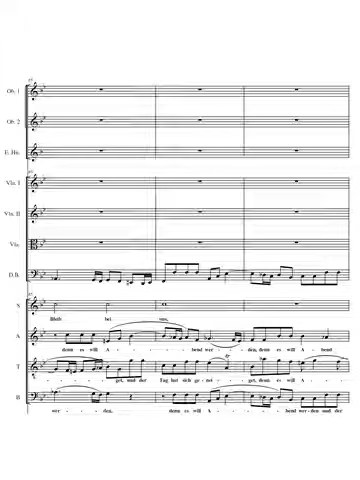 Ob. 1
Ob. 2
E. Hn.
Vln. I
Vln. II
Vla.
D.B.
S
Bleib bei uns,
A
denn es will A - bend wer - den, denn es will A - bend
T
get, und der Tag hat sich ge - nei - get, denn es will A -
B
wer - den, denn es will A - bend wer - den und der